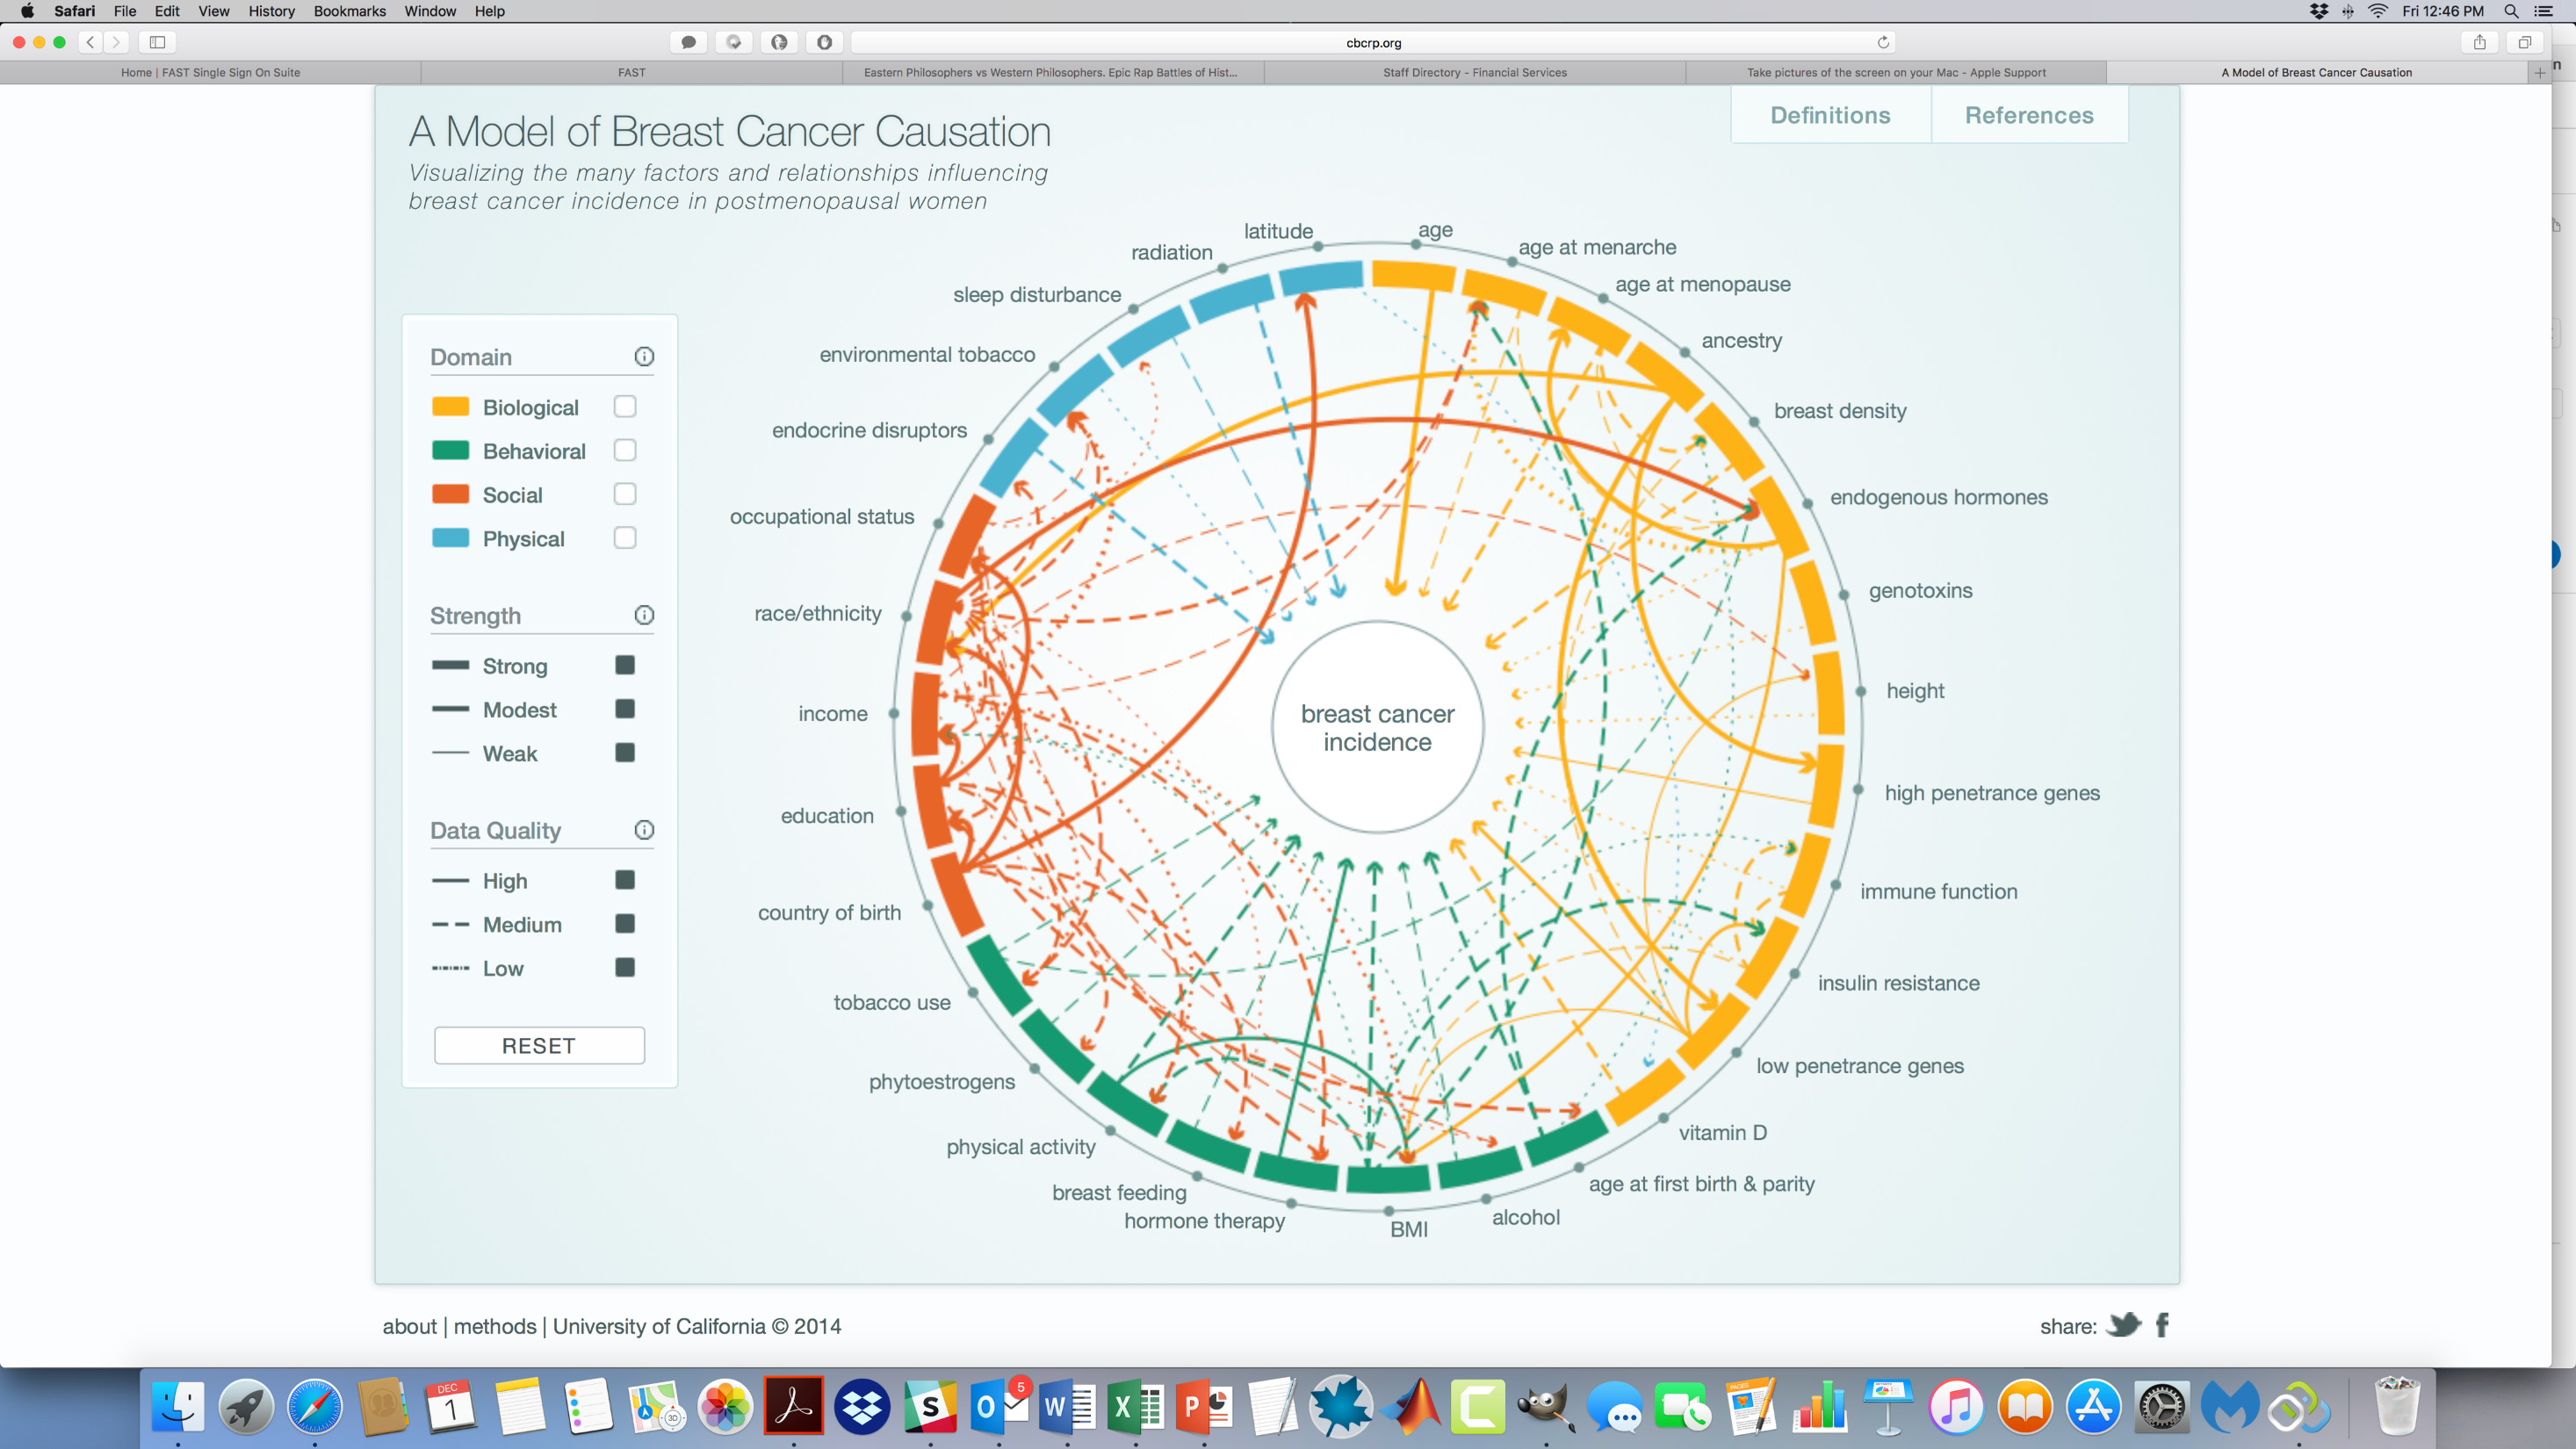 Safari File Edit View History Bookmarks Window Help
Fri 12:46 PM
cbcrp.org
Home | FAST Single Sign On Suite
FAST
Eastern Philosophers vs Western Philosophers. Epic Rap Battles of Hist...
Staff Directory - Financial Services
Take pictures of the screen on your Mac - Apple Support
A Model of Breast Cancer Causation
A Model of Breast Cancer Causation
Visualizing the many factors and relationships influencing
breast cancer incidence in postmenopausal women
Definitions
References
Domain
Biological
Behavioral
Social
Physical
Strength
Strong
Modest
Weak
Data Quality
High
Medium
Low
RESET
latitude
age
radiation
age at menarche
sleep disturbance
age at menopause
environmental tobacco
ancestry
endocrine disruptors
breast density
occupational status
endogenous hormones
race/ethnicity
genotoxins
income
height
education
high penetrance genes
country of birth
immune function
tobacco use
insulin resistance
phytoestrogens
low penetrance genes
physical activity
vitamin D
breast feeding
age at first birth & parity
hormone therapy
alcohol
BMI
breast cancer
incidence
about | methods | University of California © 2014
share:
DEC
1
3D
S
5
O
W
X
P
PAGES
C